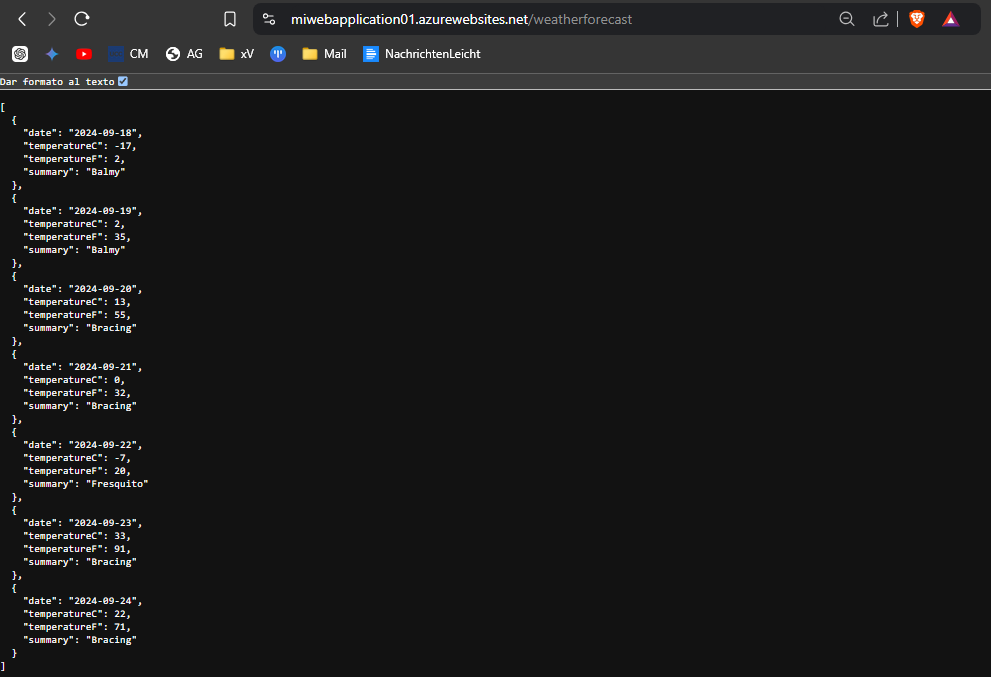 miwebapplication01.azurewebsites.net/weatherforecast
CM AG xV Mail NachrichtenLeicht
Dar formato al texto
[
  {
    "date": "2024-09-18",
    "temperatureC": -17,
    "temperatureF": 2,
    "summary": "Balmy"
  },
  {
    "date": "2024-09-19",
    "temperatureC": 2,
    "temperatureF": 35,
    "summary": "Balmy"
  },
  {
    "date": "2024-09-20",
    "temperatureC": 13,
    "temperatureF": 55,
    "summary": "Bracing"
  },
  {
    "date": "2024-09-21",
    "temperatureC": 0,
    "temperatureF": 32,
    "summary": "Bracing"
  },
  {
    "date": "2024-09-22",
    "temperatureC": -7,
    "temperatureF": 20,
    "summary": "Fresquito"
  },
  {
    "date": "2024-09-23",
    "temperatureC": 33,
    "temperatureF": 91,
    "summary": "Bracing"
  },
  {
    "date": "2024-09-24",
    "temperatureC": 22,
    "temperatureF": 71,
    "summary": "Bracing"
  }
]